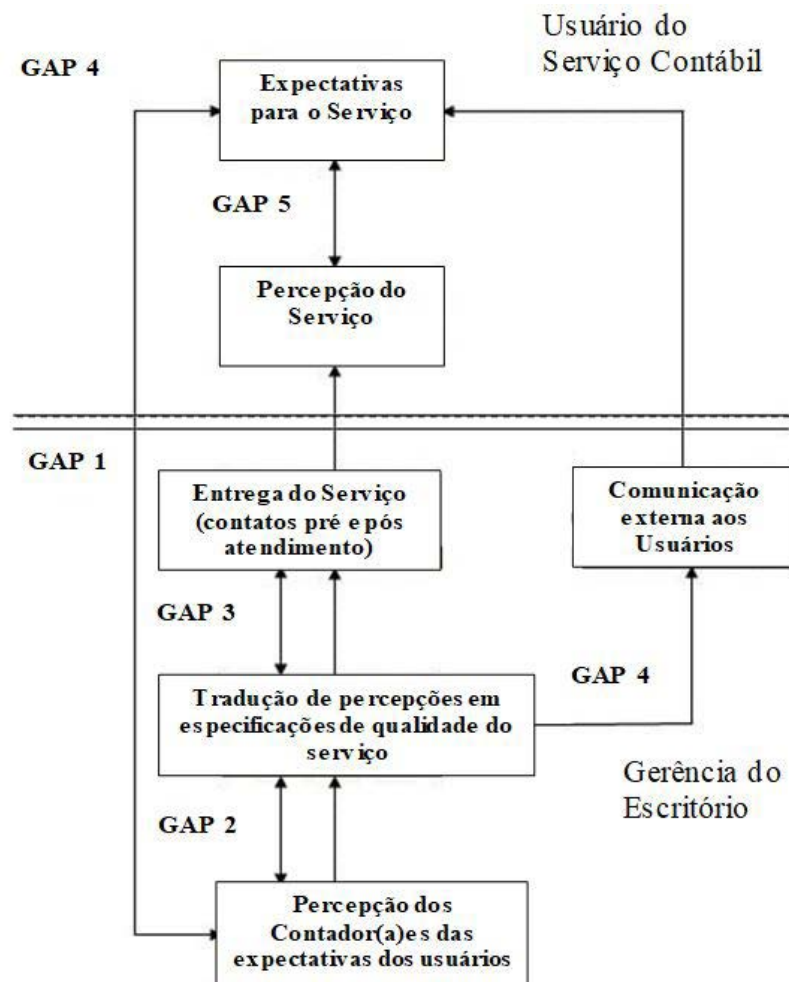 Usuário do
Serviço Contábil
GAP 4
Expectativas
para o Serviço
GAP 5
Percepção do
Serviço
GAP 1
Entrega do Serviço
(contatos pré e pós
atendimento)
Comunicação
externa aos
Usuários
GAP 3
GAP 4
Tradução de percepções em
especificações de qualidade do
serviço
Gerência do
Escritório
GAP 2
Percepção dos
Contador(a)es das
expectativas dos usuários